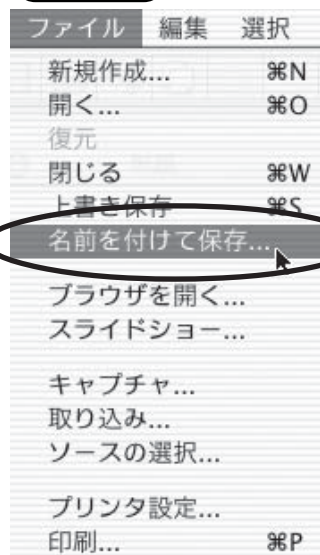 ファイル 編集 選択
新規作成... ⌘N
開く... ⌘O
復元
閉じる ⌘W
上書き保存 ⌘S
名前を付けて保存...
ブラウザを開く...
スライドショー...
キャプチャ...
取り込み...
ソースの選択...
プリンタ設定...
印刷... ⌘P